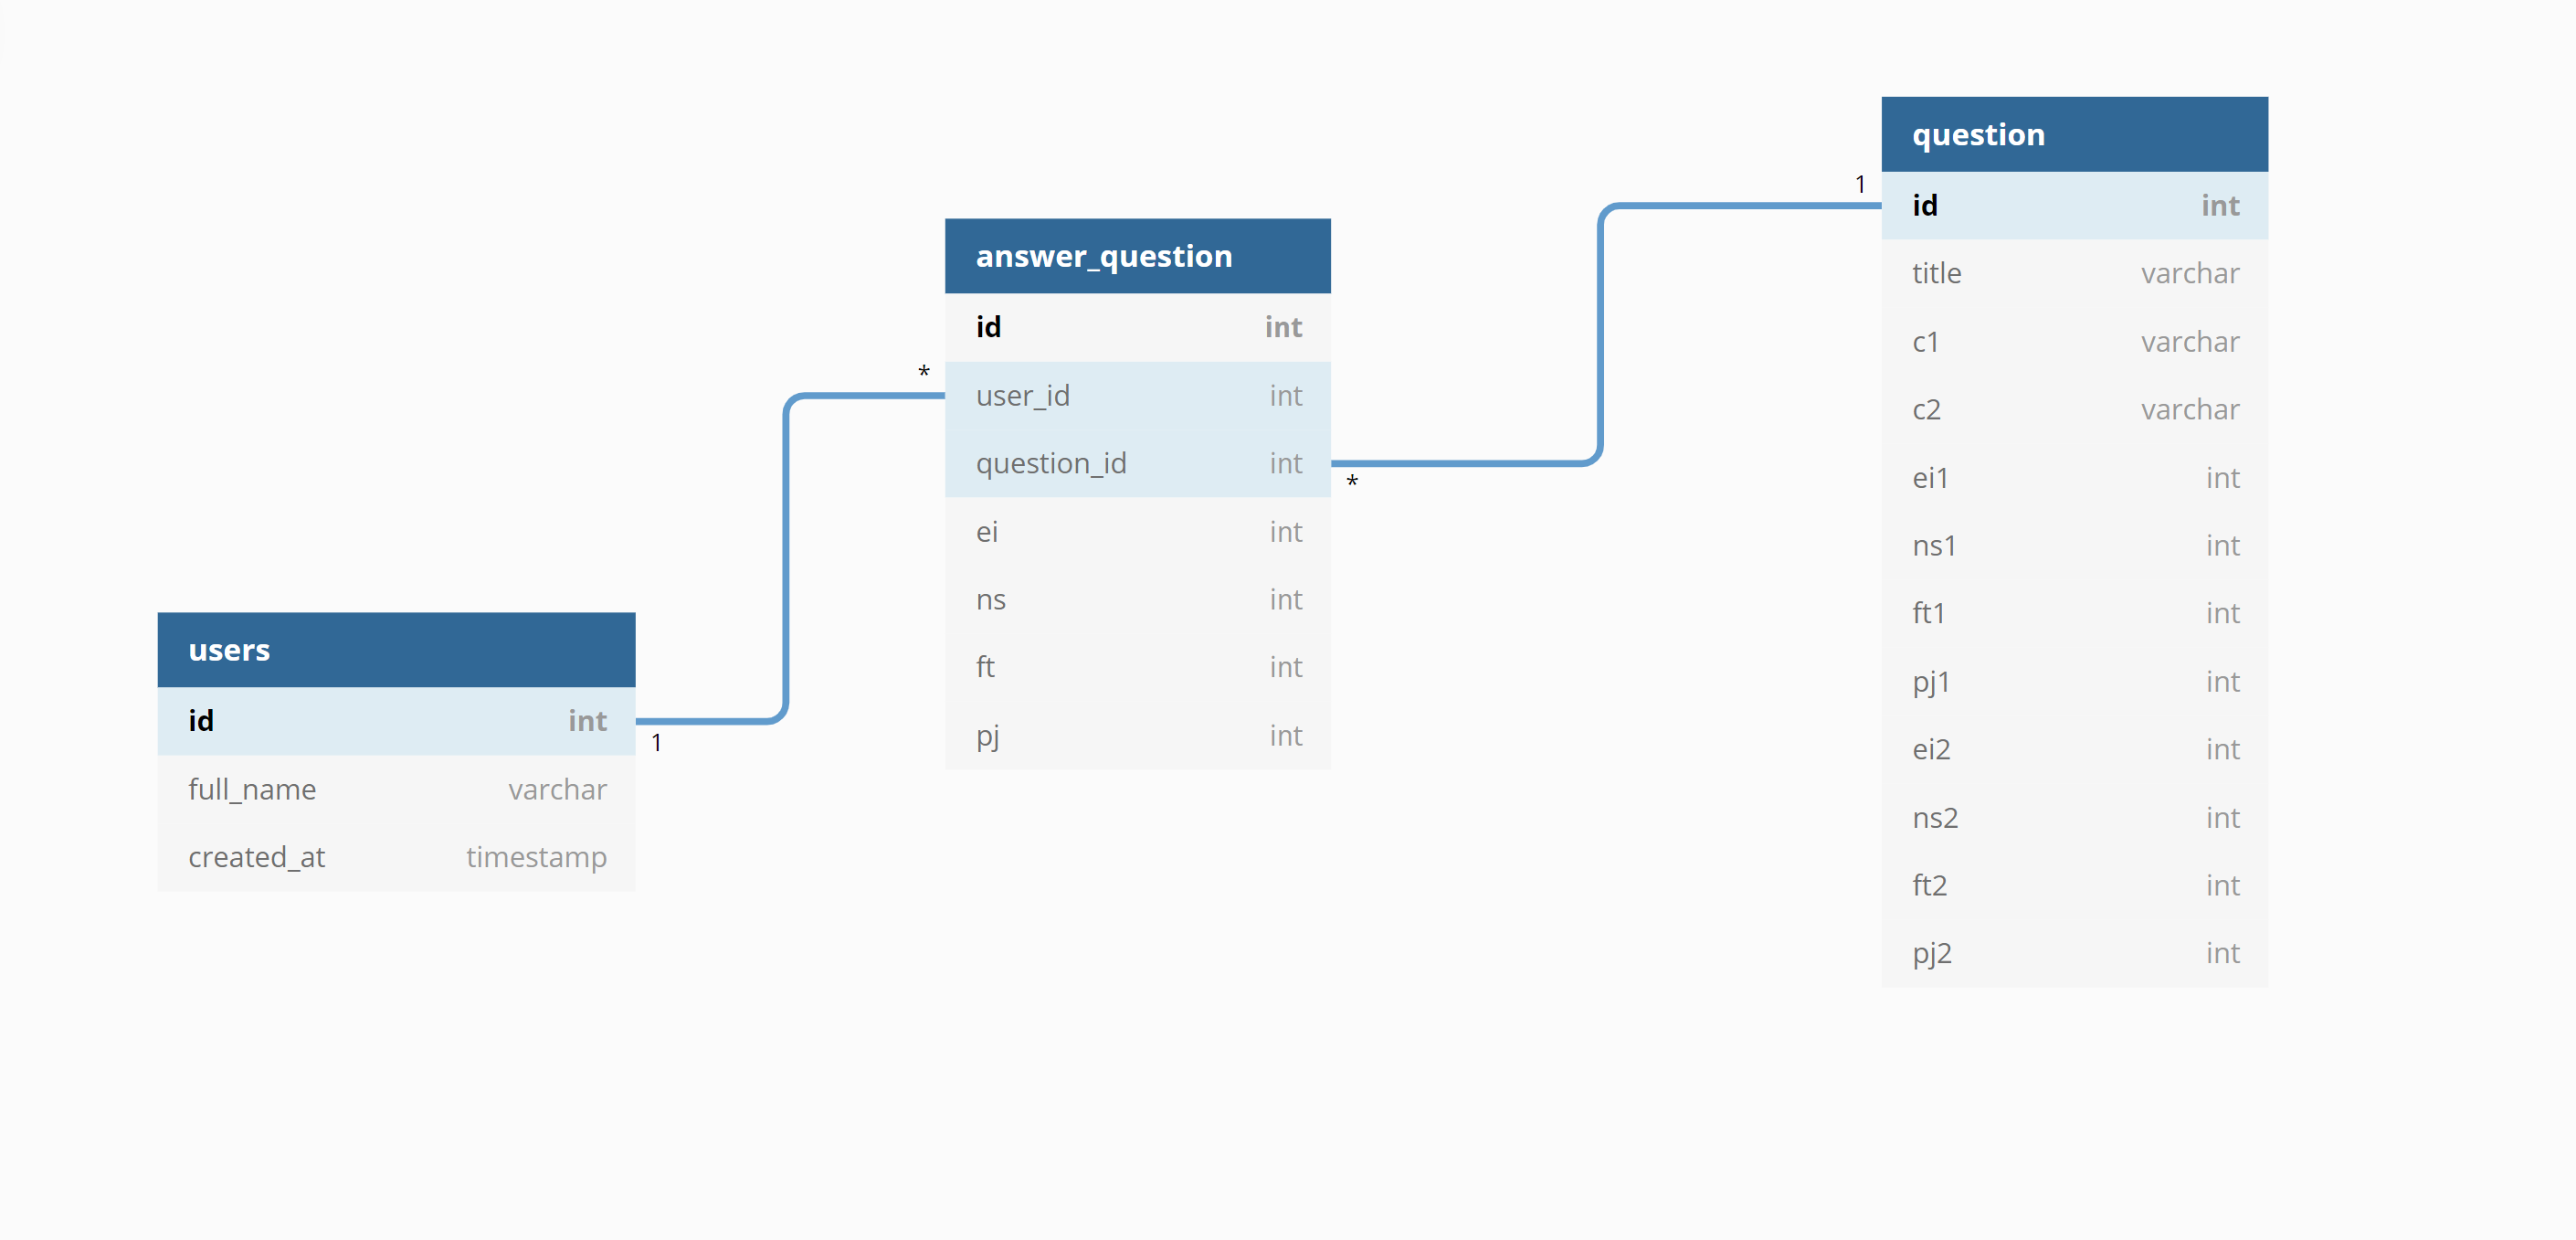 users
id int
1
full_name varchar
created_at timestamp
answer_question
id int
*
user_id int
question_id int
*
ei int
ns int
ft int
pj int
question
1
id int
title varchar
c1 varchar
c2 varchar
ei1 int
ns1 int
ft1 int
pj1 int
ei2 int
ns2 int
ft2 int
pj2 int